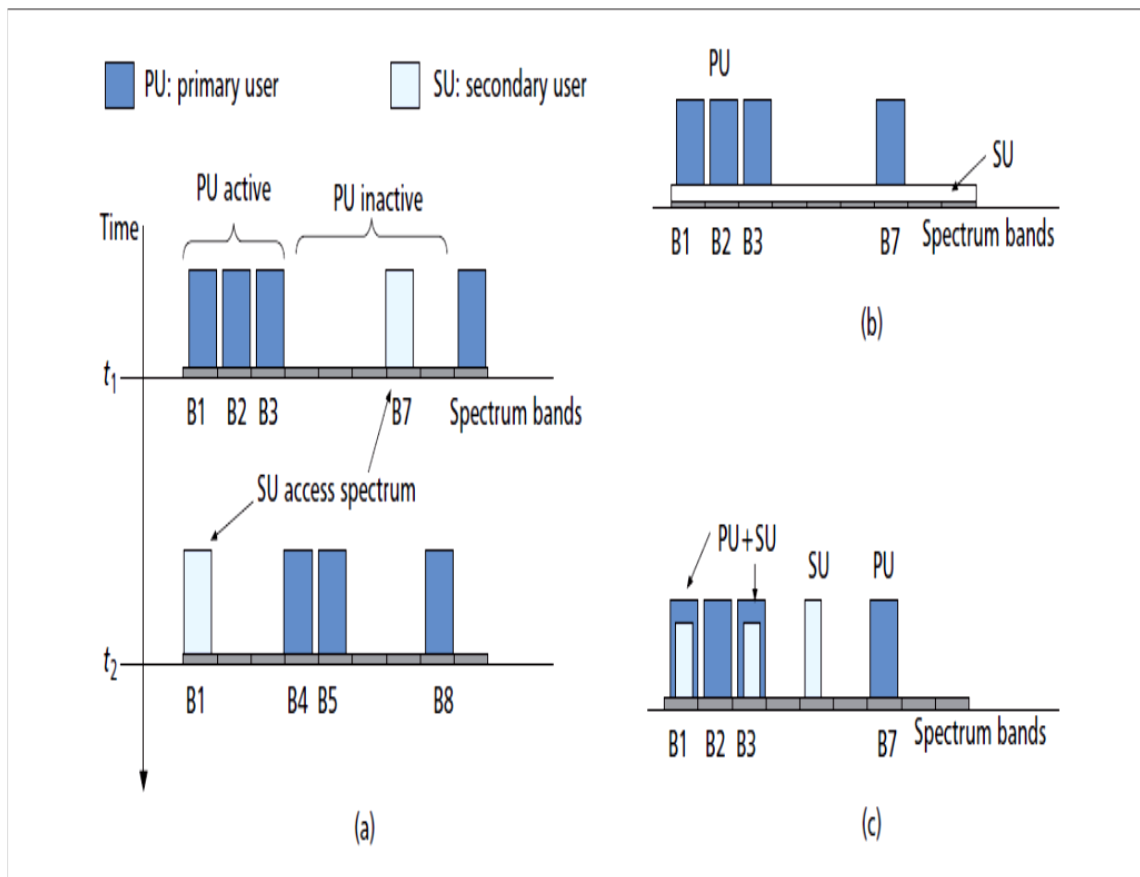 PU: primary user
SU: secondary user
PU active
PU inactive
Time
t1
B1 B2 B3 B7 Spectrum bands
SU access spectrum
t2
B1 B4 B5 B8
(a)
PU
SU
B1 B2 B3 B7 Spectrum bands
(b)
PU+SU SU PU
B1 B2 B3 B7 Spectrum bands
(c)